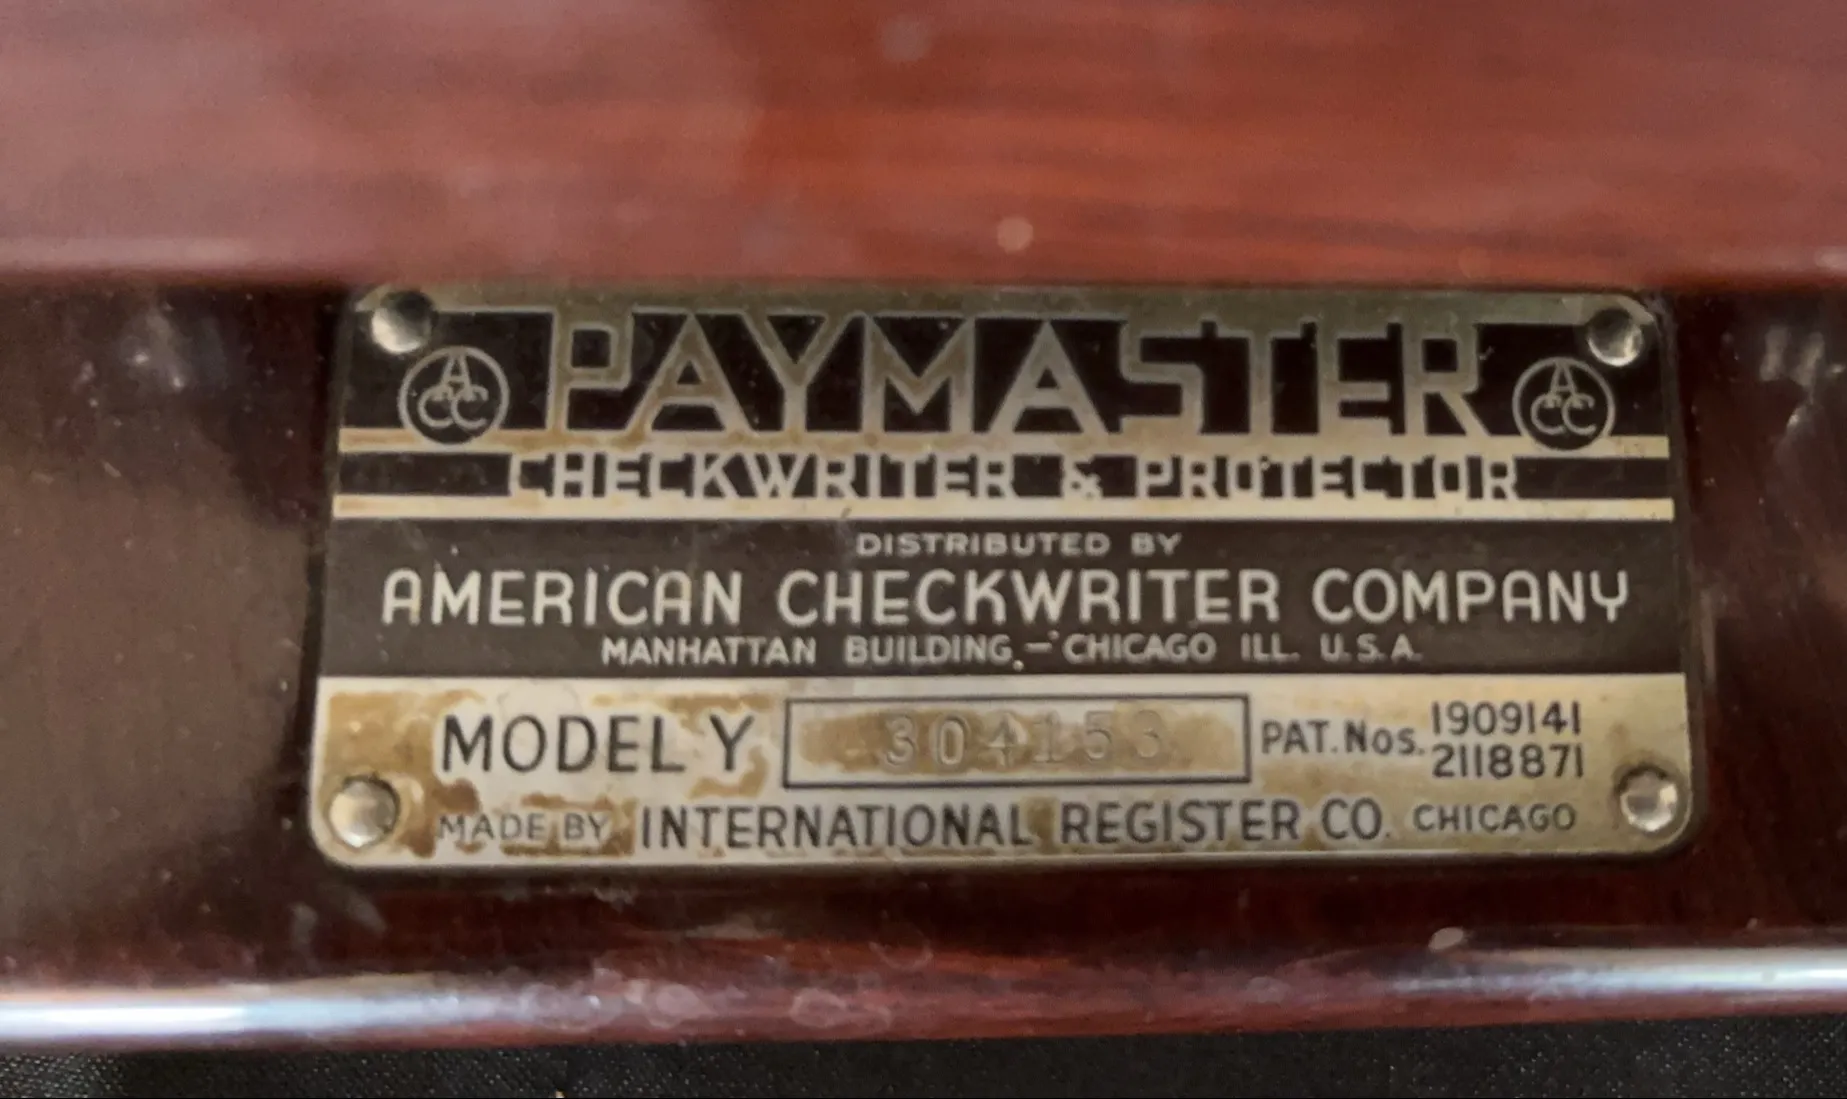 PAYMASTER
ACC ACC
CHECKWRITER & PROTECTOR
DISTRIBUTED BY
AMERICAN CHECKWRITER COMPANY
MANHATTAN BUILDING,—CHICAGO ILL. U.S.A.
MODEL Y 304153 PAT. NOS. 1909141
2118871
MADE BY INTERNATIONAL REGISTER CO. CHICAGO